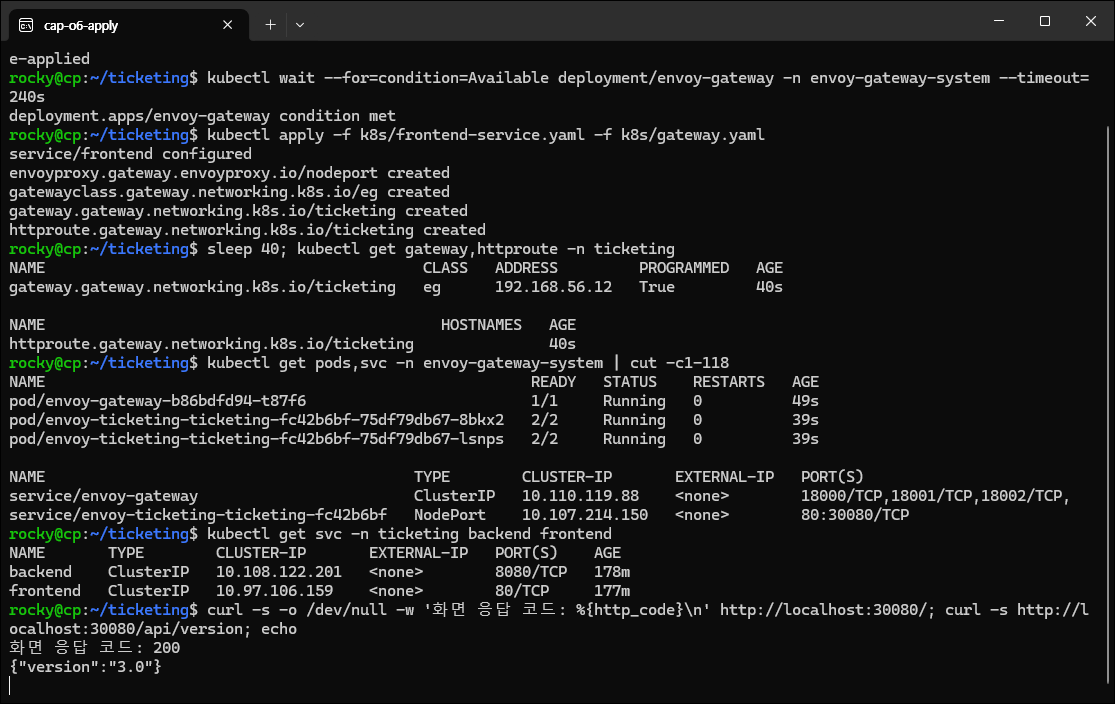 cap-o6-apply
e-applied
rocky@cp:~/ticketing$ kubectl wait --for=condition=Available deployment/envoy-gateway -n envoy-gateway-system --timeout=
240s
deployment.apps/envoy-gateway condition met
rocky@cp:~/ticketing$ kubectl apply -f k8s/frontend-service.yaml -f k8s/gateway.yaml
service/frontend configured
envoyproxy.gateway.envoyproxy.io/nodeport created
gatewayclass.gateway.networking.k8s.io/eg created
gateway.gateway.networking.k8s.io/ticketing created
httproute.gateway.networking.k8s.io/ticketing created
rocky@cp:~/ticketing$ sleep 40; kubectl get gateway,httproute -n ticketing
NAME CLASS ADDRESS PROGRAMMED AGE
gateway.gateway.networking.k8s.io/ticketing eg 192.168.56.12 True 40s
NAME HOSTNAMES AGE
httproute.gateway.networking.k8s.io/ticketing 40s
rocky@cp:~/ticketing$ kubectl get pods,svc -n envoy-gateway-system | cut -c1-118
NAME READY STATUS RESTARTS AGE
pod/envoy-gateway-b86bdfd94-t87f6 1/1 Running 0 49s
pod/envoy-ticketing-ticketing-fc42b6bf-75df79db67-8bkx2 2/2 Running 0 39s
pod/envoy-ticketing-ticketing-fc42b6bf-75df79db67-lsnps 2/2 Running 0 39s
NAME TYPE CLUSTER-IP EXTERNAL-IP PORT(S)
service/envoy-gateway ClusterIP 10.110.119.88 <none> 18000/TCP,18001/TCP,18002/TCP,
service/envoy-ticketing-ticketing-fc42b6bf NodePort 10.107.214.150 <none> 80:30080/TCP
rocky@cp:~/ticketing$ kubectl get svc -n ticketing backend frontend
NAME TYPE CLUSTER-IP EXTERNAL-IP PORT(S) AGE
backend ClusterIP 10.108.122.201 <none> 8080/TCP 178m
frontend ClusterIP 10.97.106.159 <none> 80/TCP 177m
rocky@cp:~/ticketing$ curl -s -o /dev/null -w '화면 응답 코드: %{http_code}\n' http://localhost:30080/; curl -s http://l
ocalhost:30080/api/version; echo
화면 응답 코드: 200
{"version":"3.0"}